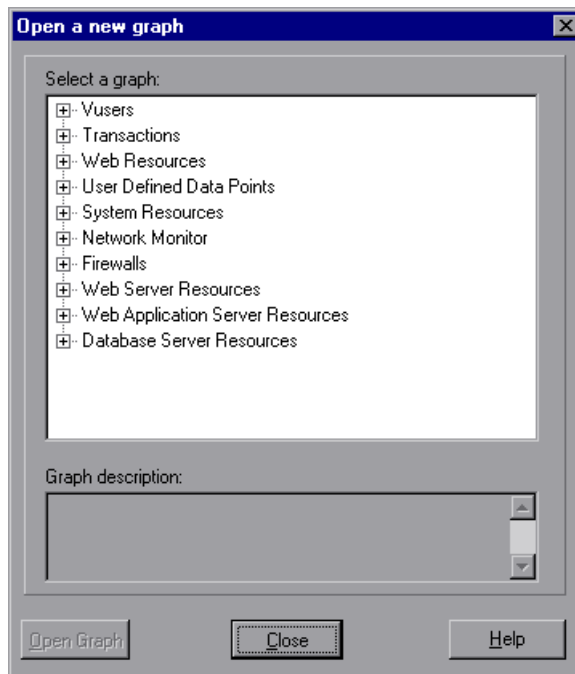 Open a new graph
Select a graph:
Vusers
Transactions
Web Resources
User Defined Data Points
System Resources
Network Monitor
Firewalls
Web Server Resources
Web Application Server Resources
Database Server Resources
Graph description:
Open Graph Close Help